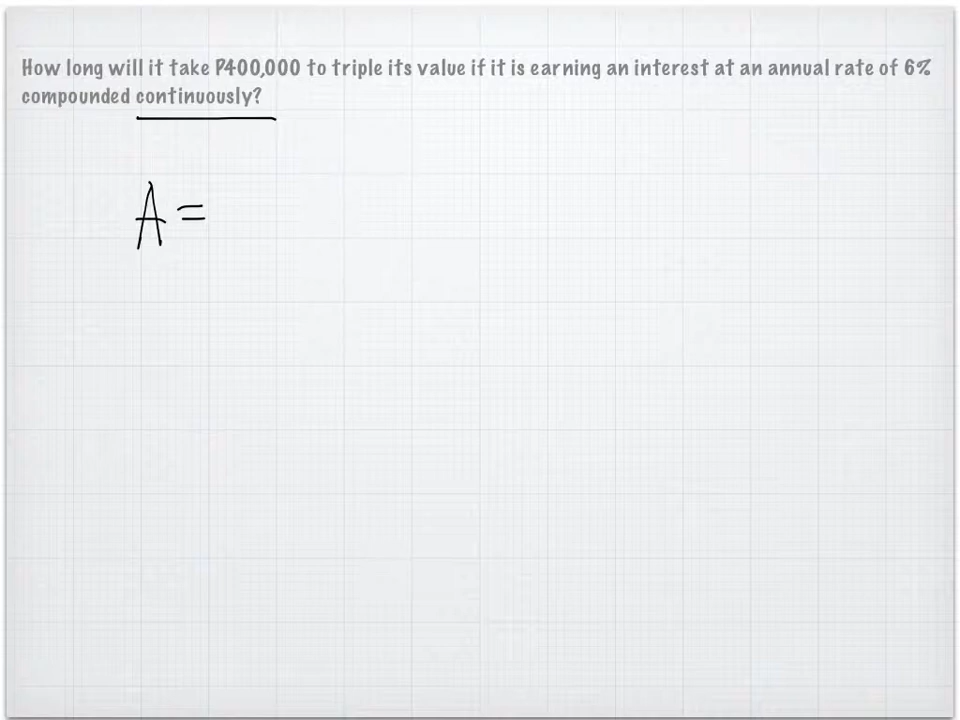 How long will it take P400,000 to triple its value if it is earning an interest at an annual rate of 6%
compounded continuously?
A =